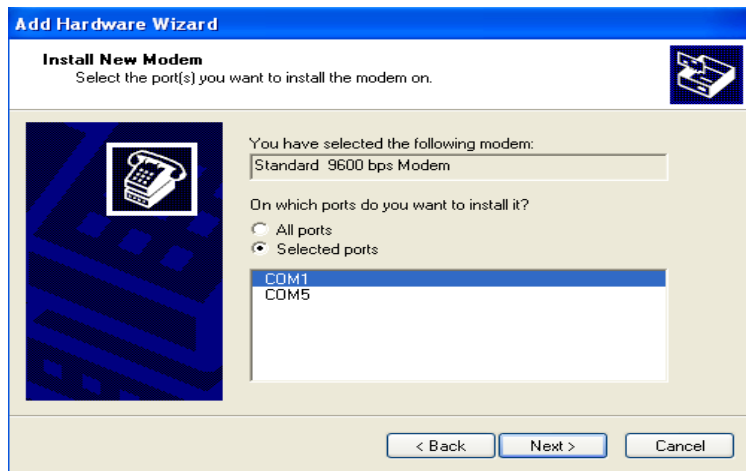 Add Hardware Wizard
Install New Modem
Select the port(s) you want to install the modem on.
You have selected the following modem:
Standard 9600 bps Modem
On which ports do you want to install it?
All ports
Selected ports
COM1
COM5
< Back
Next >
Cancel